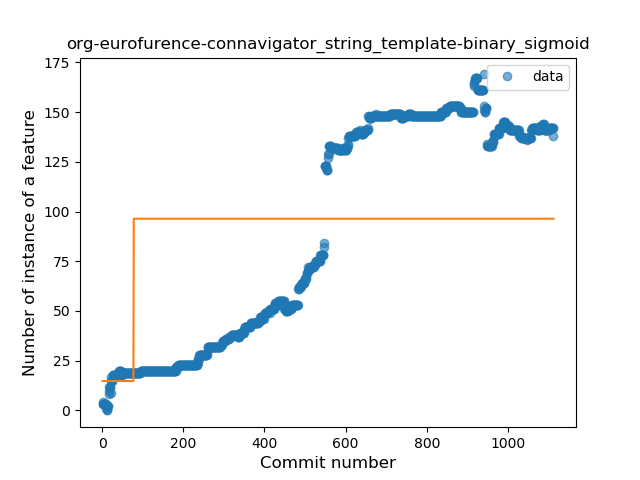 org-eurofurence-connavigator_string_template-binary_sigmoid
data
Number of instance of a feature
175
150
125
100
75
50
25
0
0 200 400 600 800 1000
Commit number